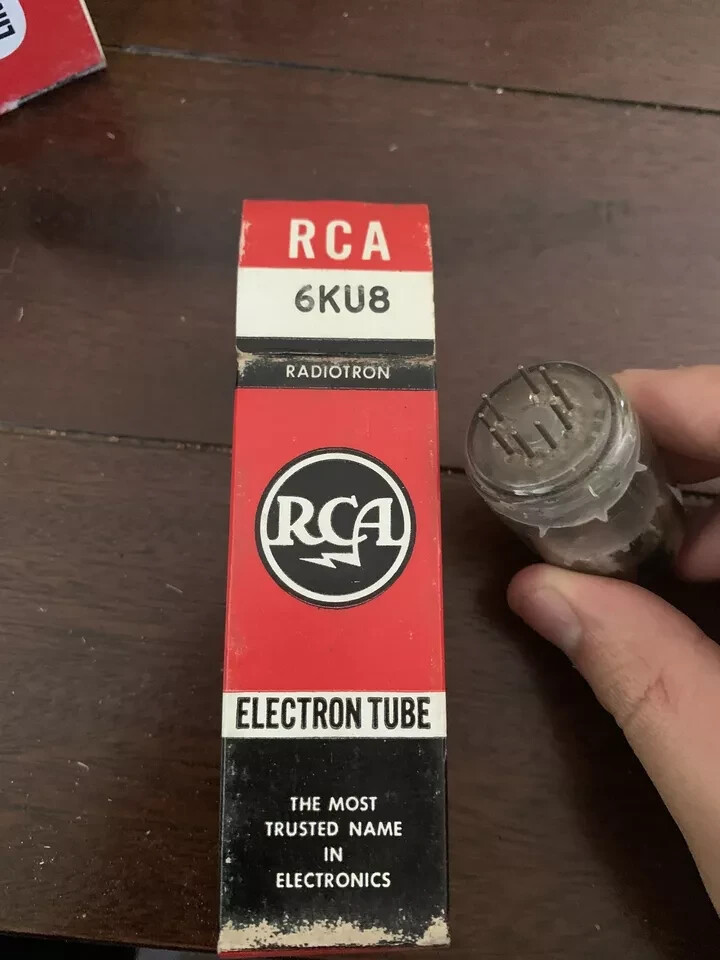 RCA
6KU8
RADIOTRON
RCA
ELECTRON TUBE
THE MOST
TRUSTED NAME
IN
ELECTRONICS